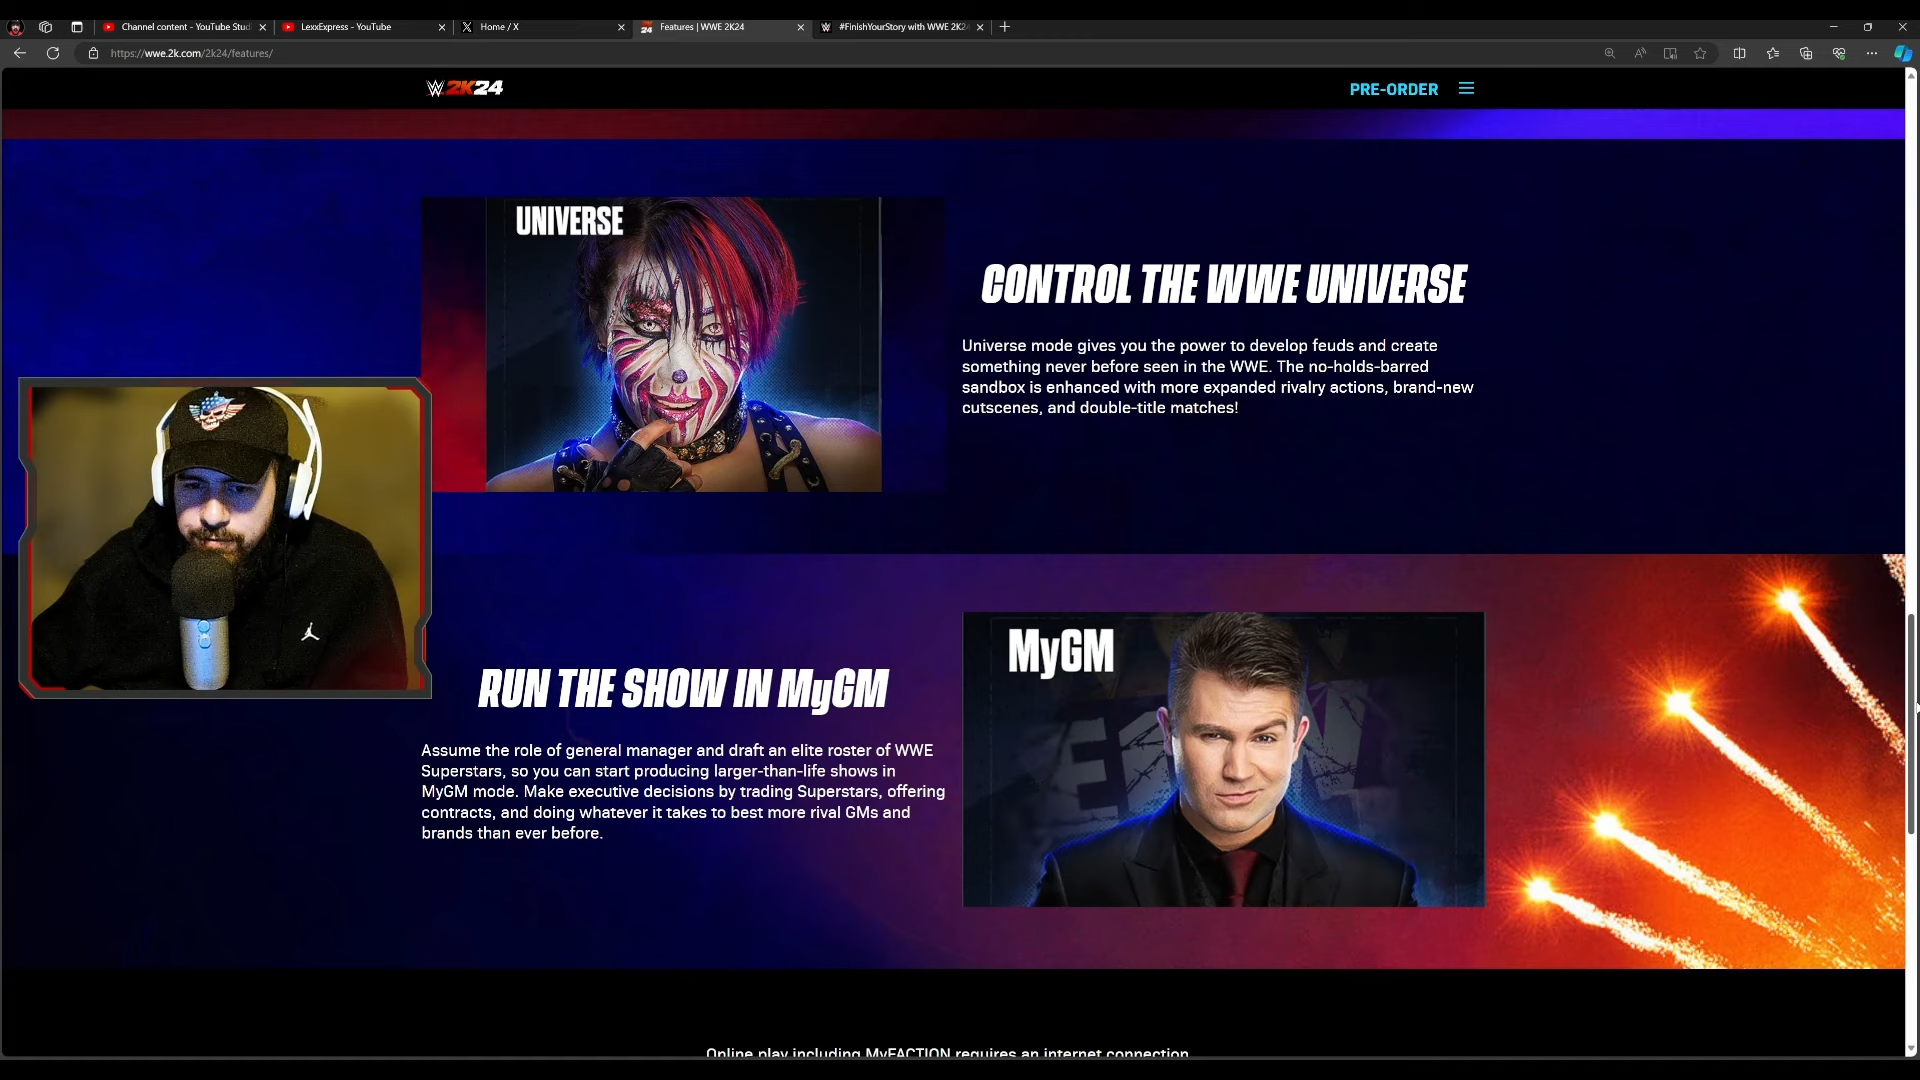 Channel content - YouTube Studi
LexxExpress - YouTube
Home / X
Features | WWE 2K24
#FinishYourStory with WWE 2K24
https://wwe.2k.com/2k24/features/
W 2K24
PRE-ORDER
UNIVERSE
CONTROL THE WWE UNIVERSE
Universe mode gives you the power to develop feuds and create
something never before seen in the WWE. The no-holds-barred
sandbox is enhanced with more expanded rivalry actions, brand-new
cutscenes, and double-title matches!
RUN THE SHOW IN MyGM
Assume the role of general manager and draft an elite roster of WWE
Superstars, so you can start producing larger-than-life shows in
MyGM mode. Make executive decisions by trading Superstars, offering
contracts, and doing whatever it takes to best more rival GMs and
brands than ever before.
MyGM
Online play including MyFACTION requires an internet connection